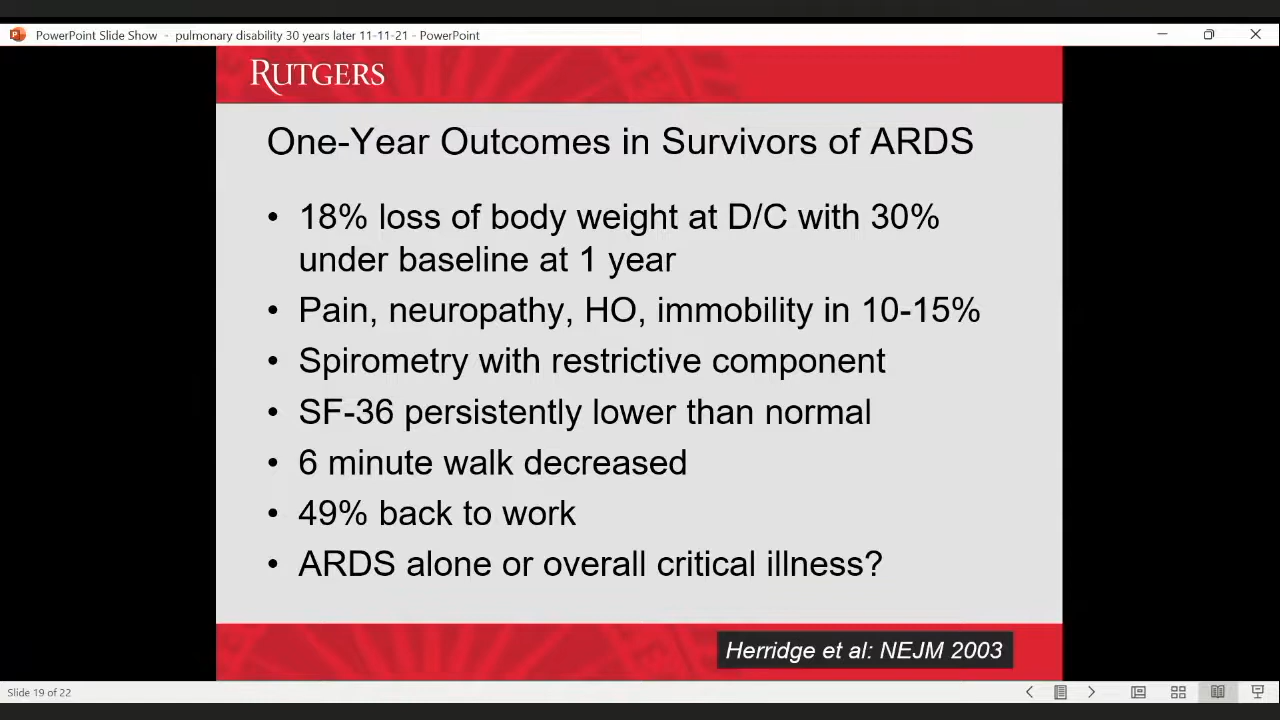 PowerPoint Slide Show - pulmonary disability 30 years later 11-11-21 - PowerPoint
RUTGERS
One-Year Outcomes in Survivors of ARDS
• 18% loss of body weight at D/C with 30%
under baseline at 1 year
• Pain, neuropathy, HO, immobility in 10-15%
• Spirometry with restrictive component
• SF-36 persistently lower than normal
• 6 minute walk decreased
• 49% back to work
• ARDS alone or overall critical illness?
Herridge et al: NEJM 2003
Slide 19 of 22